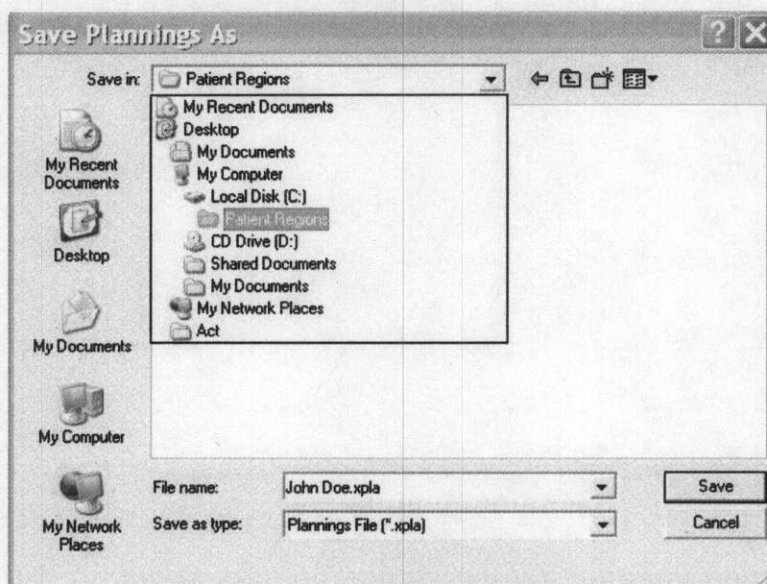 Save Plannings As
Save in: Patient Regions
My Recent Documents
Desktop
My Documents
My Computer
Local Disk (C:)
Patient Regions
CD Drive (D:)
Shared Documents
My Documents
My Network Places
Act
My Recent
Documents
Desktop
My Documents
My Computer
My Network
Places
File name: John Doe.xpla Save
Save as type: Plannings File (*.xpla) Cancel